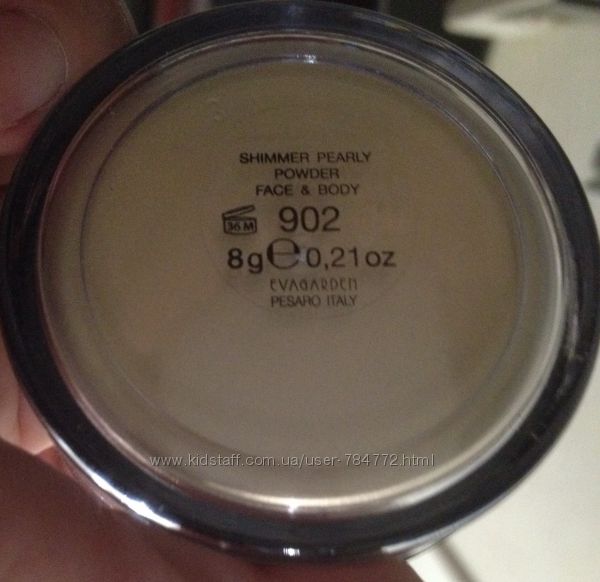 SHIMMER PEARLY
POWDER
FACE & BODY
36 M 902
8g e 0,21oz
EVAGARDEN
PESARO ITALY
www.kidstaff.com.ua/user-784772.html